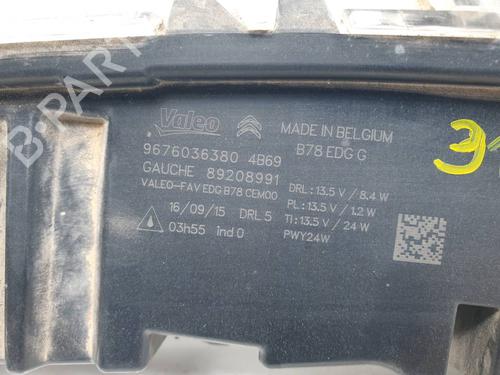 Valeo
MADE IN BELGIUM
9676036380 4B69
B78 EDG G
GAUCHE 89208991
VALEO-FAV EDG B78 CEM00
DRL : 13.5 V / 8.4 W
PL : 13.5 V / 1.2 W
TI : 13.5 V / 24 W
PWY24W
16/09/15 DRL 5
03h55 ind 0